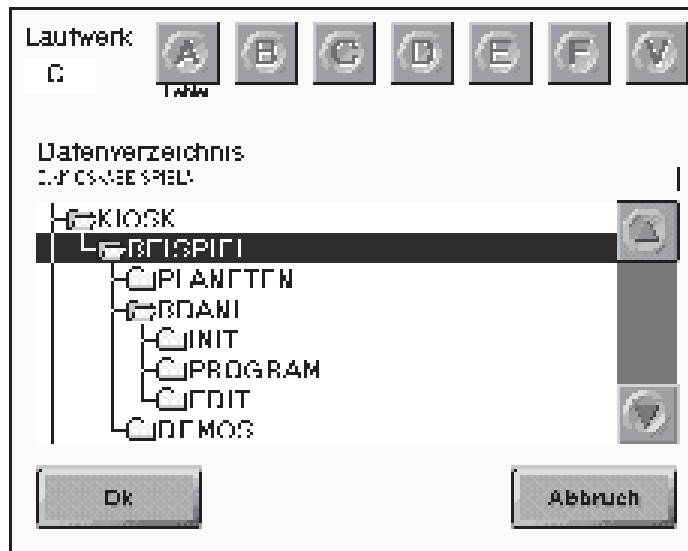 Laufwerk
A B C D E F V
Datenverzeichnis
KIOSK
BEISPIEL
PLANETEN
BDANI
INIT
PROGRAM
EDIT
DEMOS
Ok Abbruch